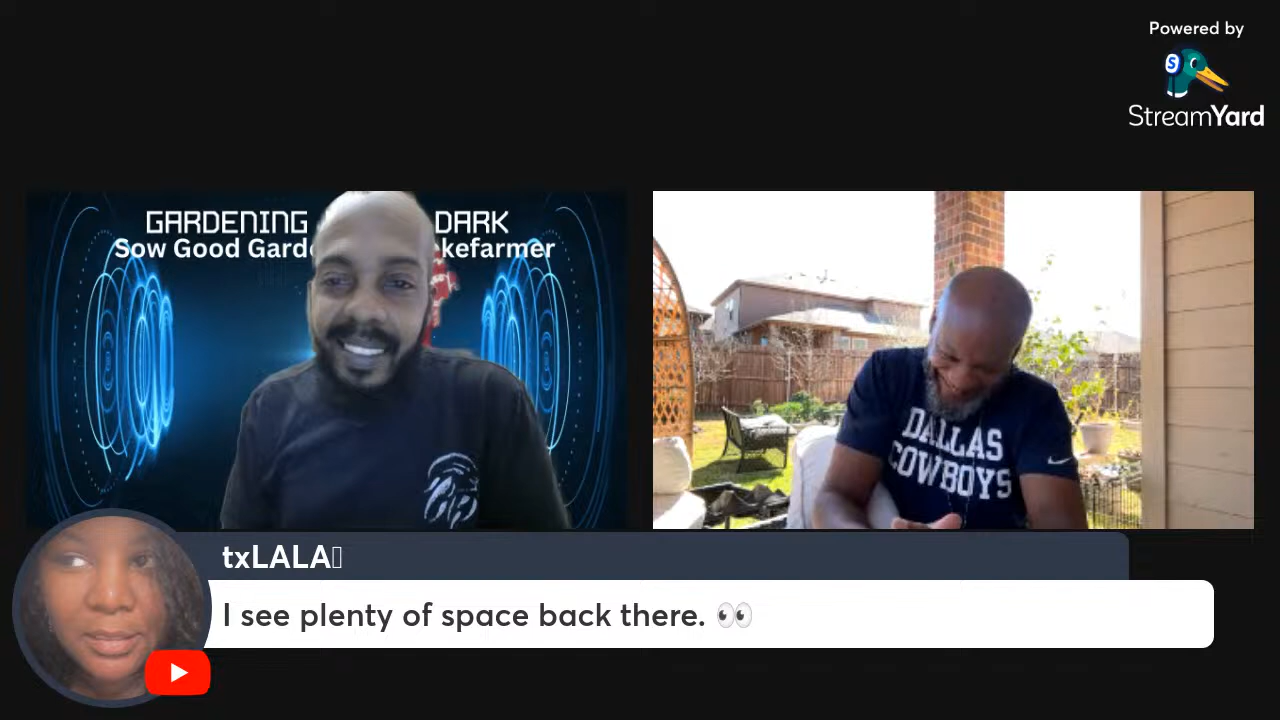 Powered by
S
StreamYard
GARDENING DARK
Sow Good Garde kefarmer
DALLAS
COWBOYS
txLALA
I see plenty of space back there. 👀